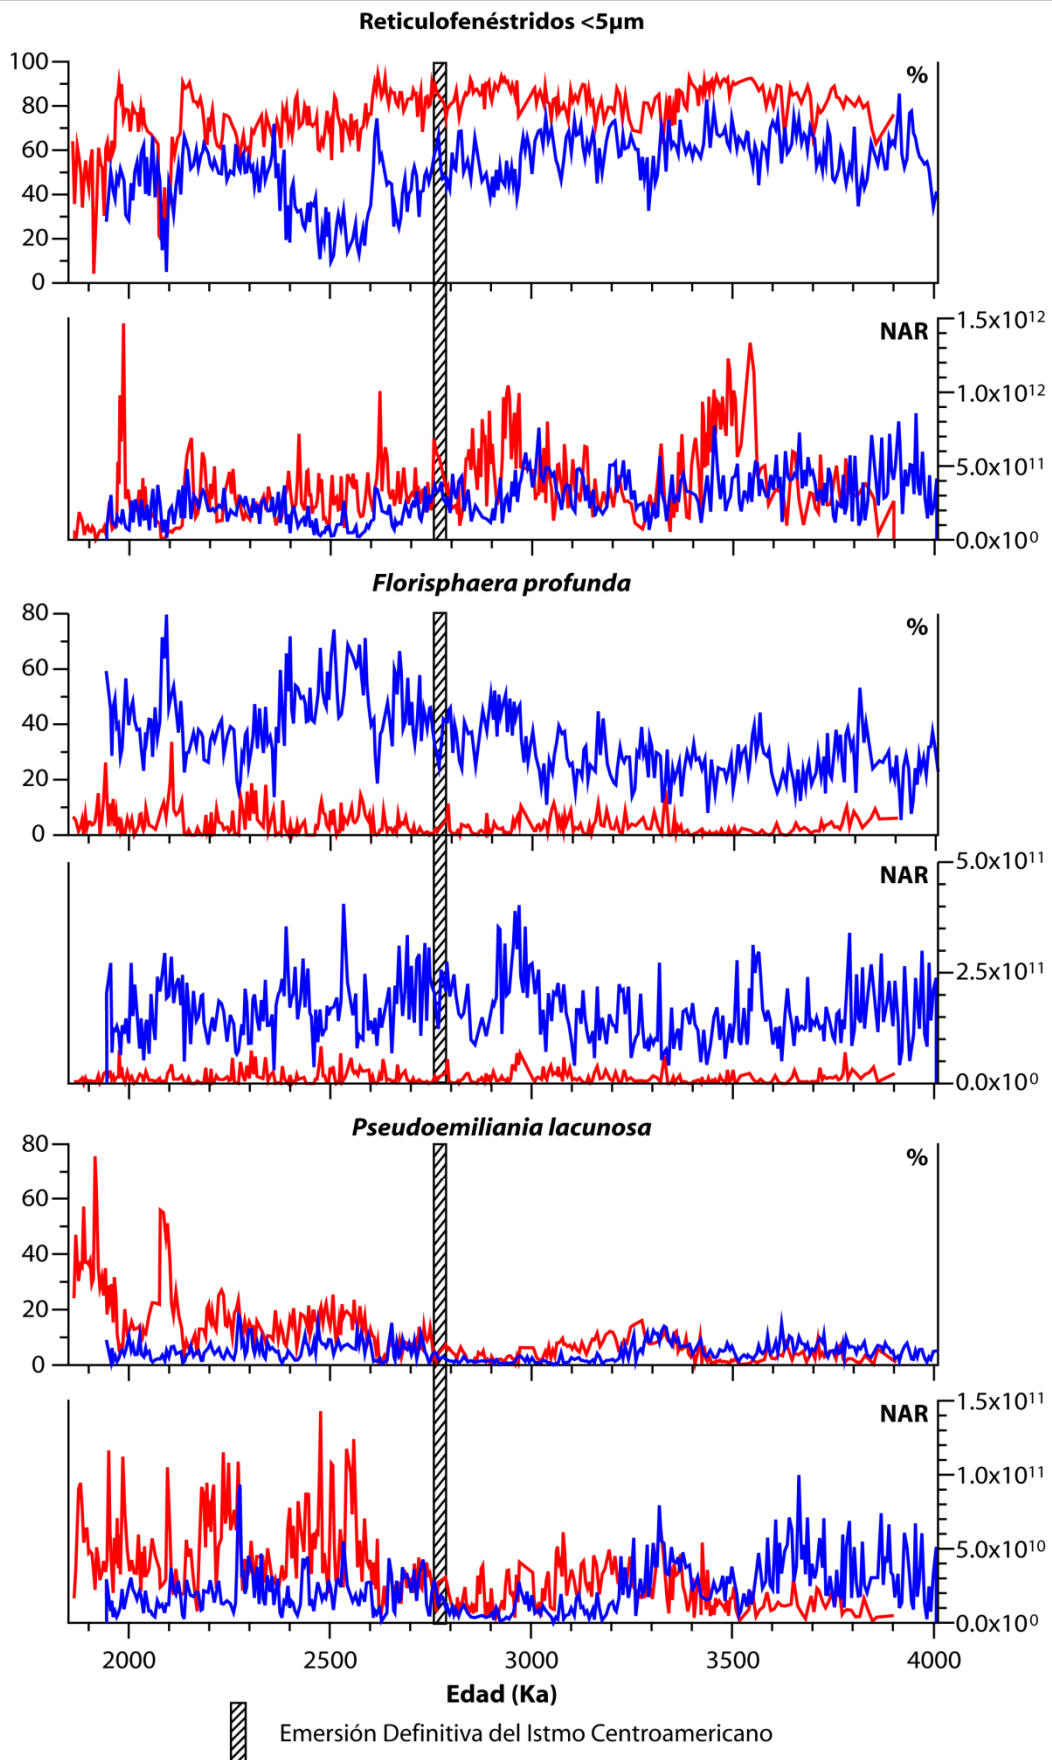 Reticulofenéstridos <5µm
%
100
80
60
40
20
0
NAR
1.5x10¹²
1.0x10¹²
5.0x10¹¹
0.0x10⁰
Florisphaera profunda
%
80
60
40
20
0
NAR
5.0x10¹¹
2.5x10¹¹
0.0x10⁰
Pseudoemiliania lacunosa
%
80
60
40
20
0
NAR
1.5x10¹¹
1.0x10¹¹
5.0x10¹⁰
0.0x10⁰
2000 2500 3000 3500 4000
Edad (Ka)
Emersión Definitiva del Istmo Centroamericano